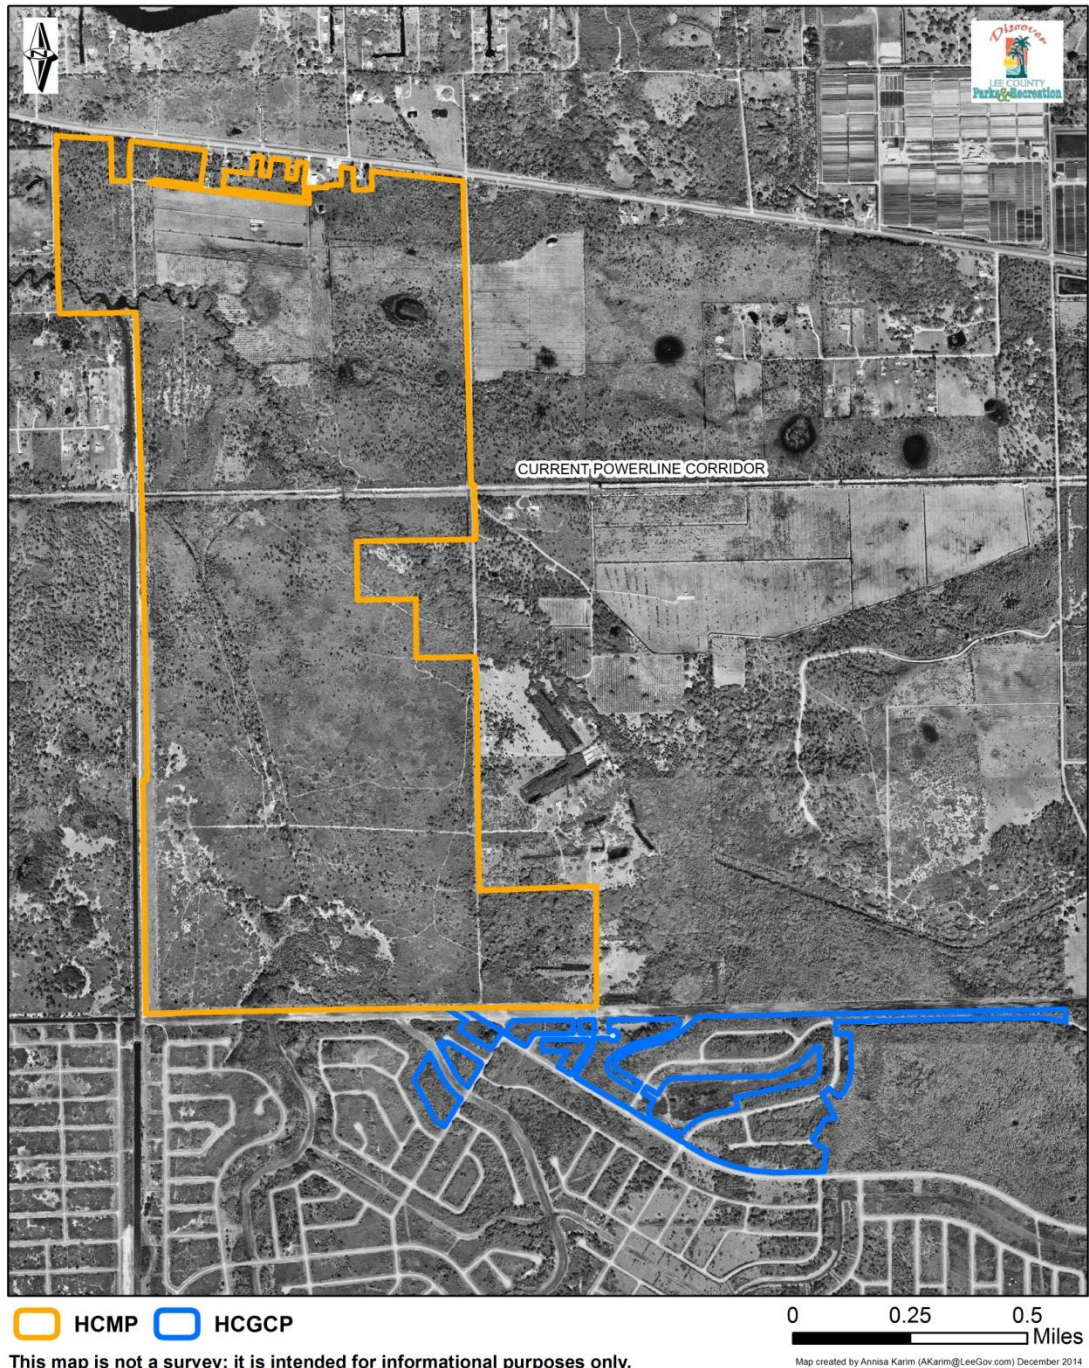 N
Discover
LEE COUNTY
Parks & Recreation
CURRENT POWERLINE CORRIDOR
HCMP HCGCP
0 0.25 0.5
Miles
This map is not a survey; it is intended for informational purposes only.
Map created by Annisa Karim (AKarim@LeeGov.com) December 2014